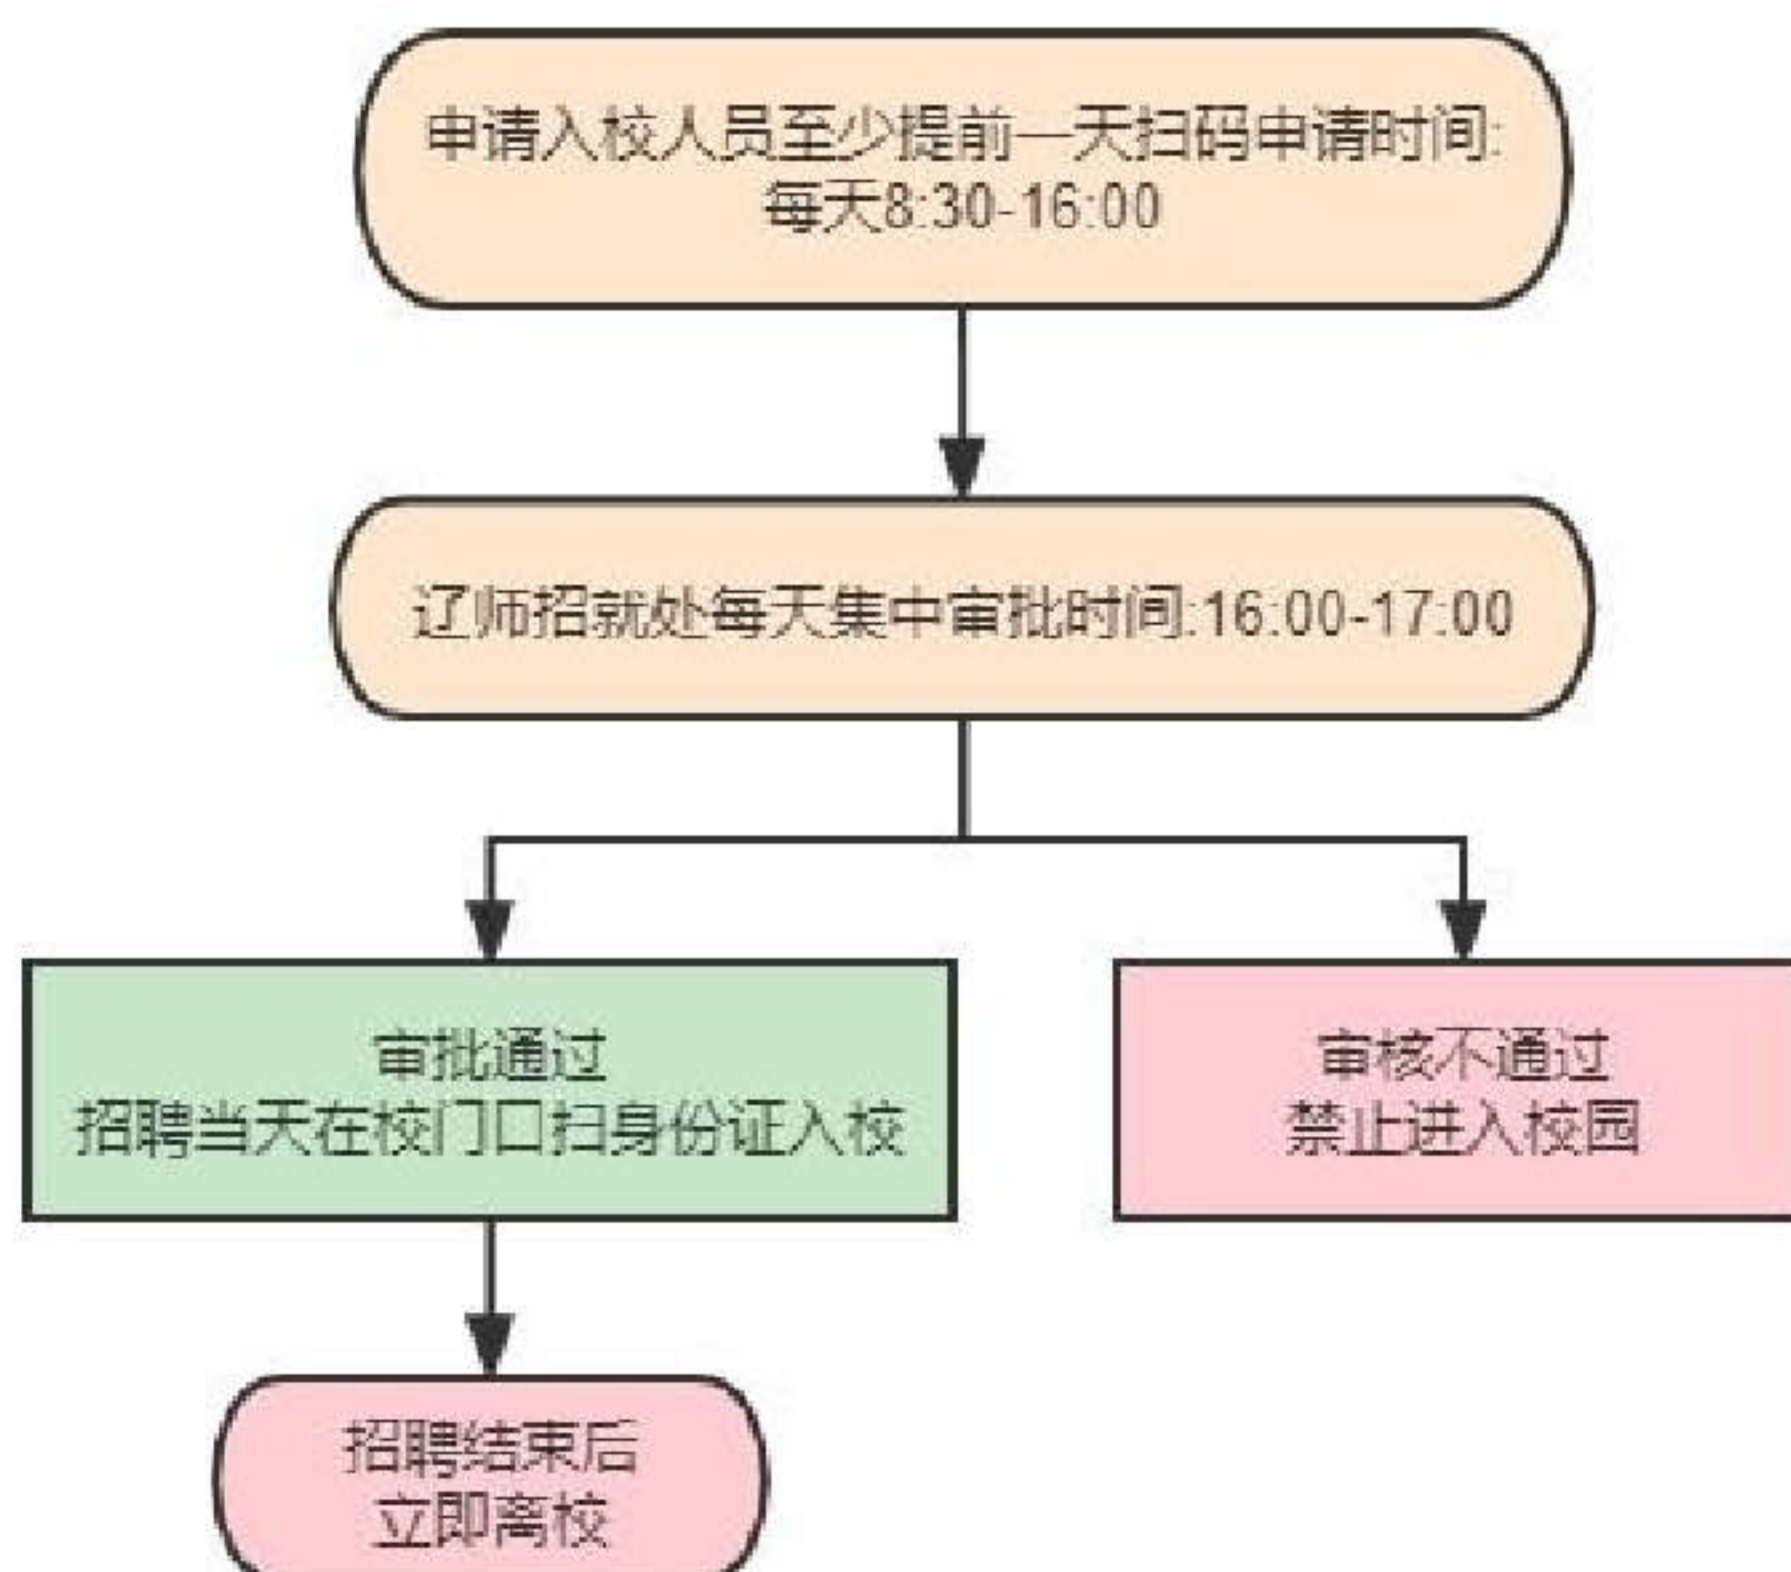 申请入校人员至少提前一天扫码申请时间:
每天8:30-16:00
辽师招就处每天集中审批时间:16:00-17:00
审批通过
招聘当天在校门口扫身份证入校
审核不通过
禁止进入校园
招聘结束后
立即离校